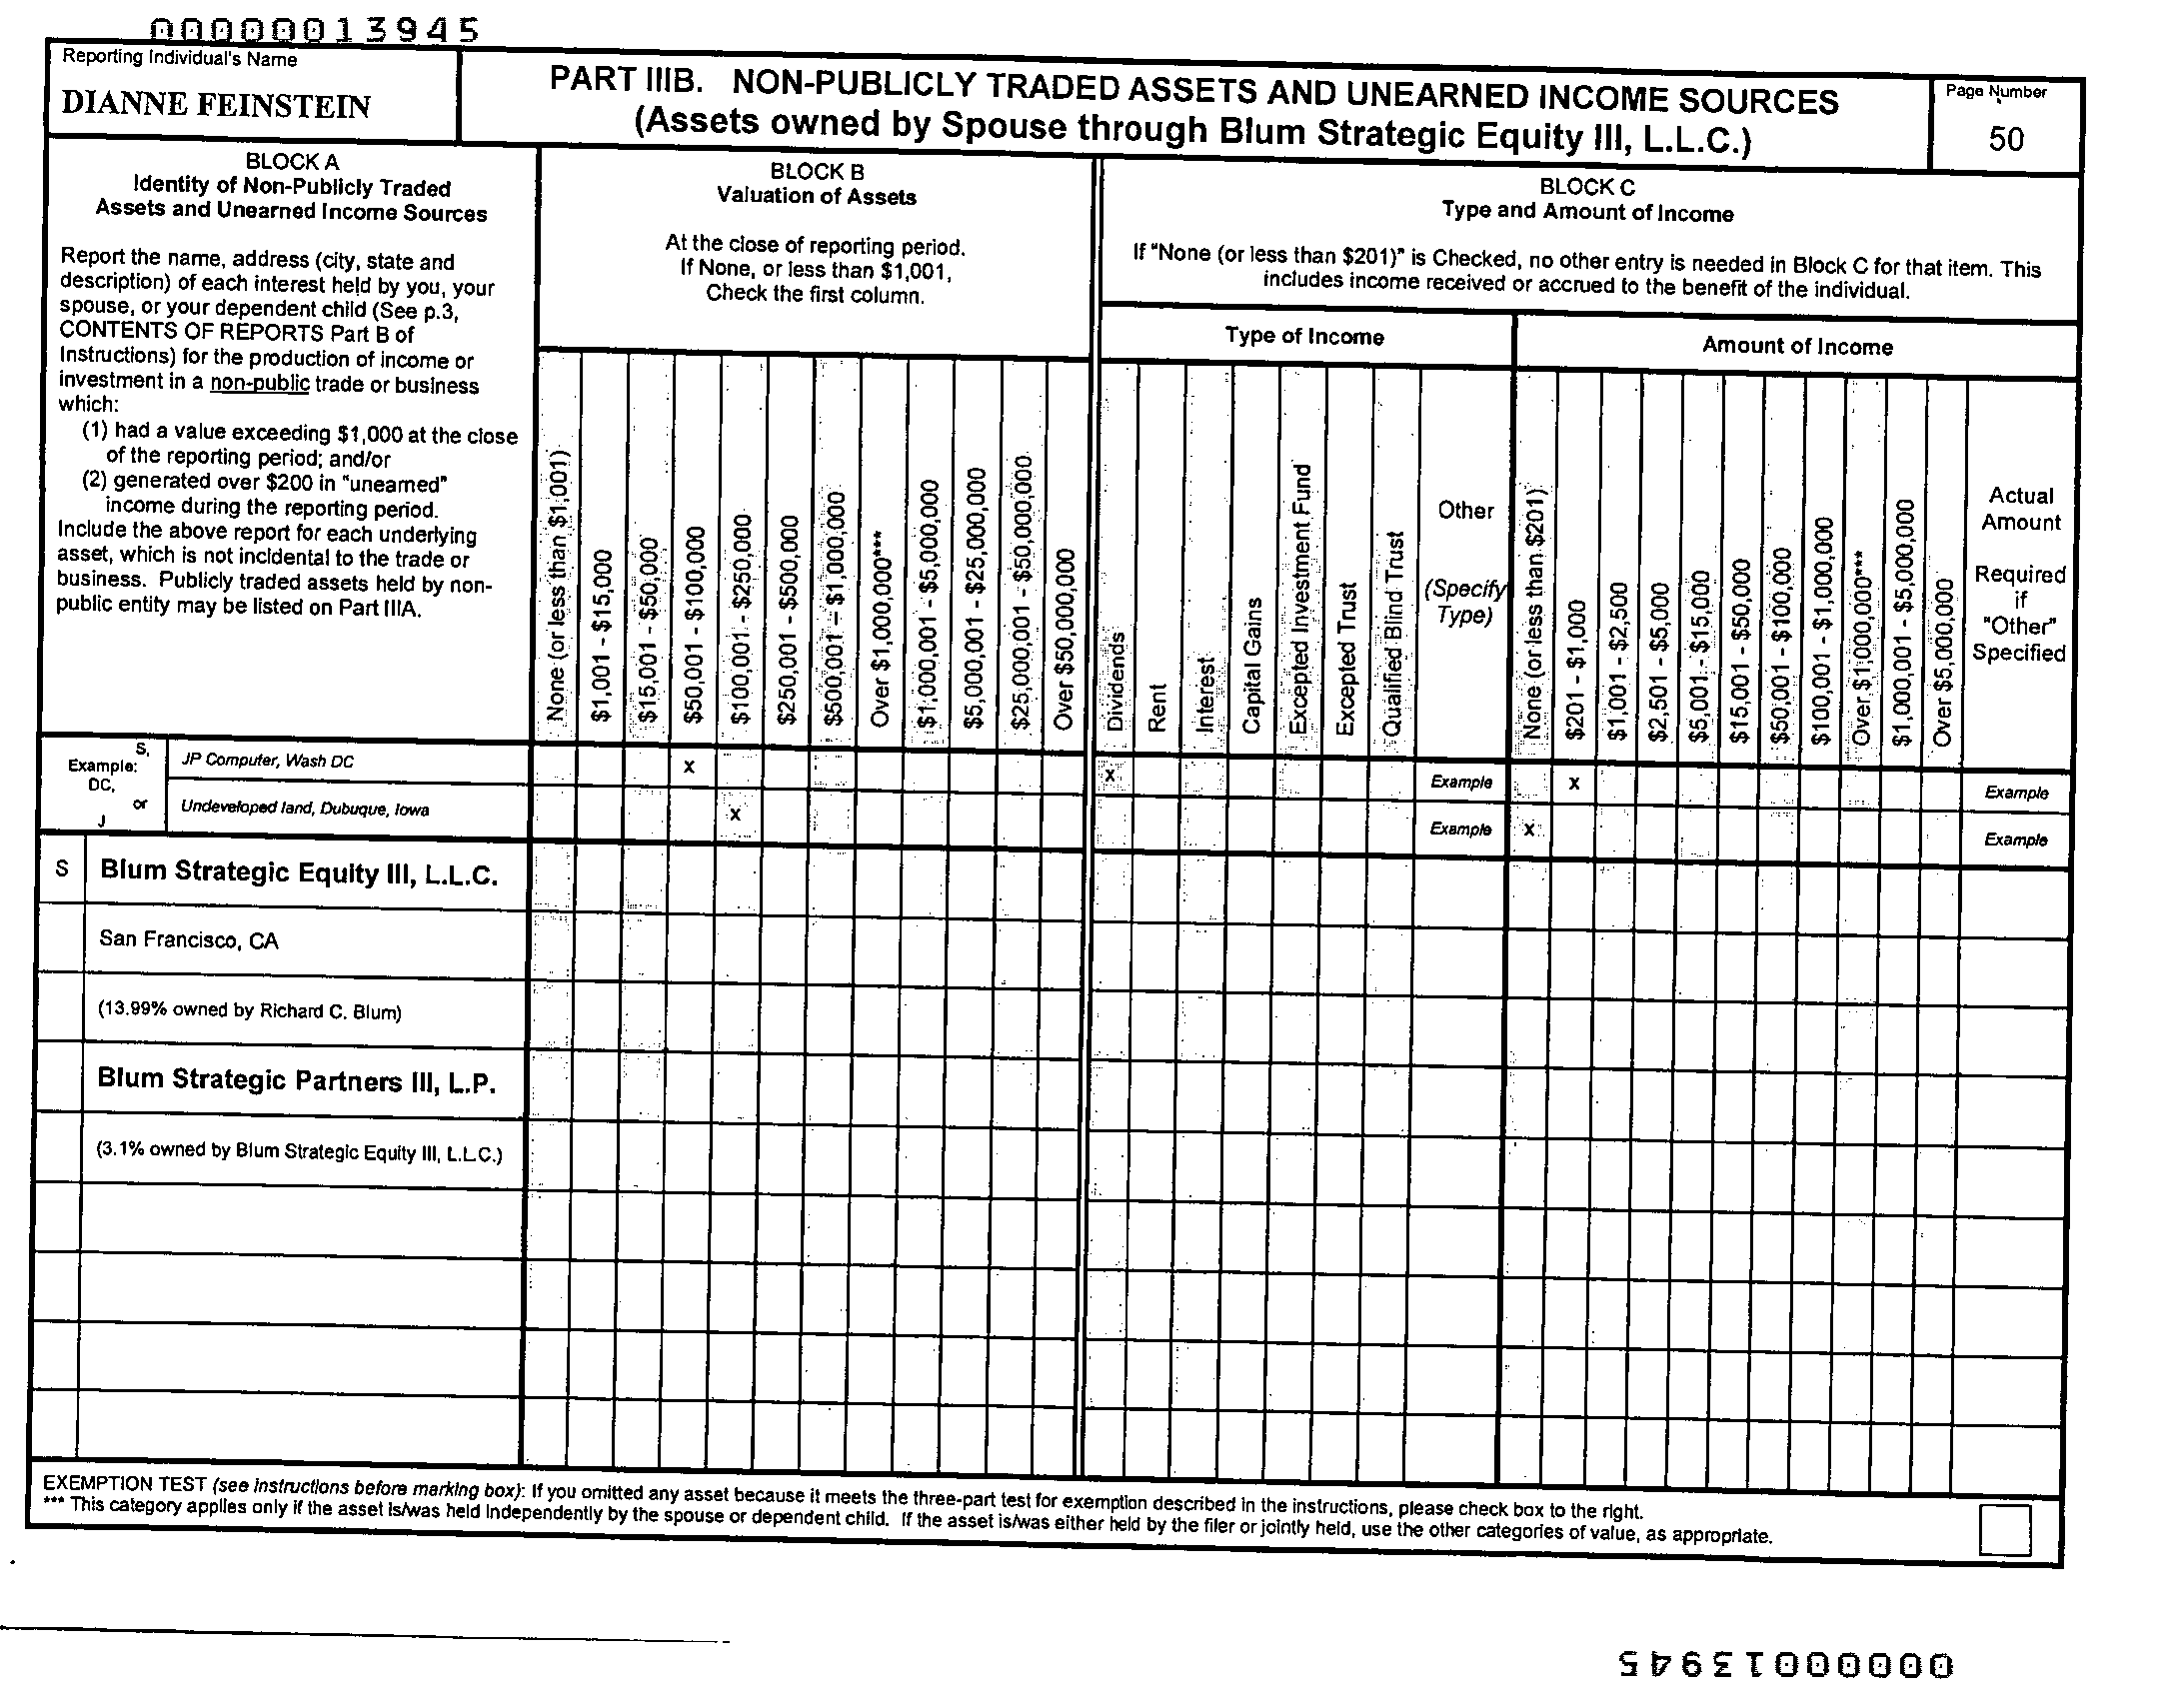 00000013945
Reporting Individual's Name
DIANNE FEINSTEIN
PART IIIB. NON-PUBLICLY TRADED ASSETS AND UNEARNED INCOME SOURCES
(Assets owned by Spouse through Blum Strategic Equity III, L.L.C.)
Page Number
50
BLOCK A
Identity of Non-Publicly Traded
Assets and Unearned Income Sources
Report the name, address (city, state and
description) of each interest held by you, your
spouse, or your dependent child (See p.3,
CONTENTS OF REPORTS Part B of
Instructions) for the production of income or
investment in a non-public trade or business
which:
(1) had a value exceeding $1,000 at the close
of the reporting period; and/or
(2) generated over $200 in "unearned"
income during the reporting period.
Include the above report for each underlying
asset, which is not incidental to the trade or
business. Publicly traded assets held by non-
public entity may be listed on Part IIIA.
BLOCK B
Valuation of Assets
At the close of reporting period.
If None, or less than $1,001,
Check the first column.
None (or less than $1,001)
$1,001 - $15,000
$15,001 - $50,000
$50,001 - $100,000
$100,001 - $250,000
$250,001 - $500,000
$500,001 - $1,000,000
Over $1,000,000***
$1,000,001 - $5,000,000
$5,000,001 - $25,000,000
$25,000,001 - $50,000,000
Over $50,000,000
BLOCK C
Type and Amount of Income
If "None (or less than $201)" is Checked, no other entry is needed in Block C for that item. This
includes income received or accrued to the benefit of the individual.
Type of Income
Dividends
Rent
Interest
Capital Gains
Excepted Investment Fund
Excepted Trust
Qualified Blind Trust
Other
(Specify
Type)
Amount of Income
None (or less than $201)
$201 - $1,000
$1,001 - $2,500
$2,501 - $5,000
$5,001 - $15,000
$15,001 - $50,000
$50,001 - $100,000
$100,001 - $1,000,000
Over $1,000,000***
$1,000,001 - $5,000,000
Over $5,000,000
Actual
Amount
Required
if
"Other"
Specified
Example:
S,
DC,
or
J
JP Computer, Wash DC
X
X
Example
X
Example
Undeveloped land, Dubuque, Iowa
X
Example
X
Example
S
Blum Strategic Equity III, L.L.C.
San Francisco, CA
(13.99% owned by Richard C. Blum)
Blum Strategic Partners III, L.P.
(3.1% owned by Blum Strategic Equity III, L.L.C.)
EXEMPTION TEST (see instructions before marking box): If you omitted any asset because it meets the three-part test for exemption described in the instructions, please check box to the right.
*** This category applies only if the asset is/was held independently by the spouse or dependent child. If the asset is/was either held by the filer or jointly held, use the other categories of value, as appropriate.
00000013945